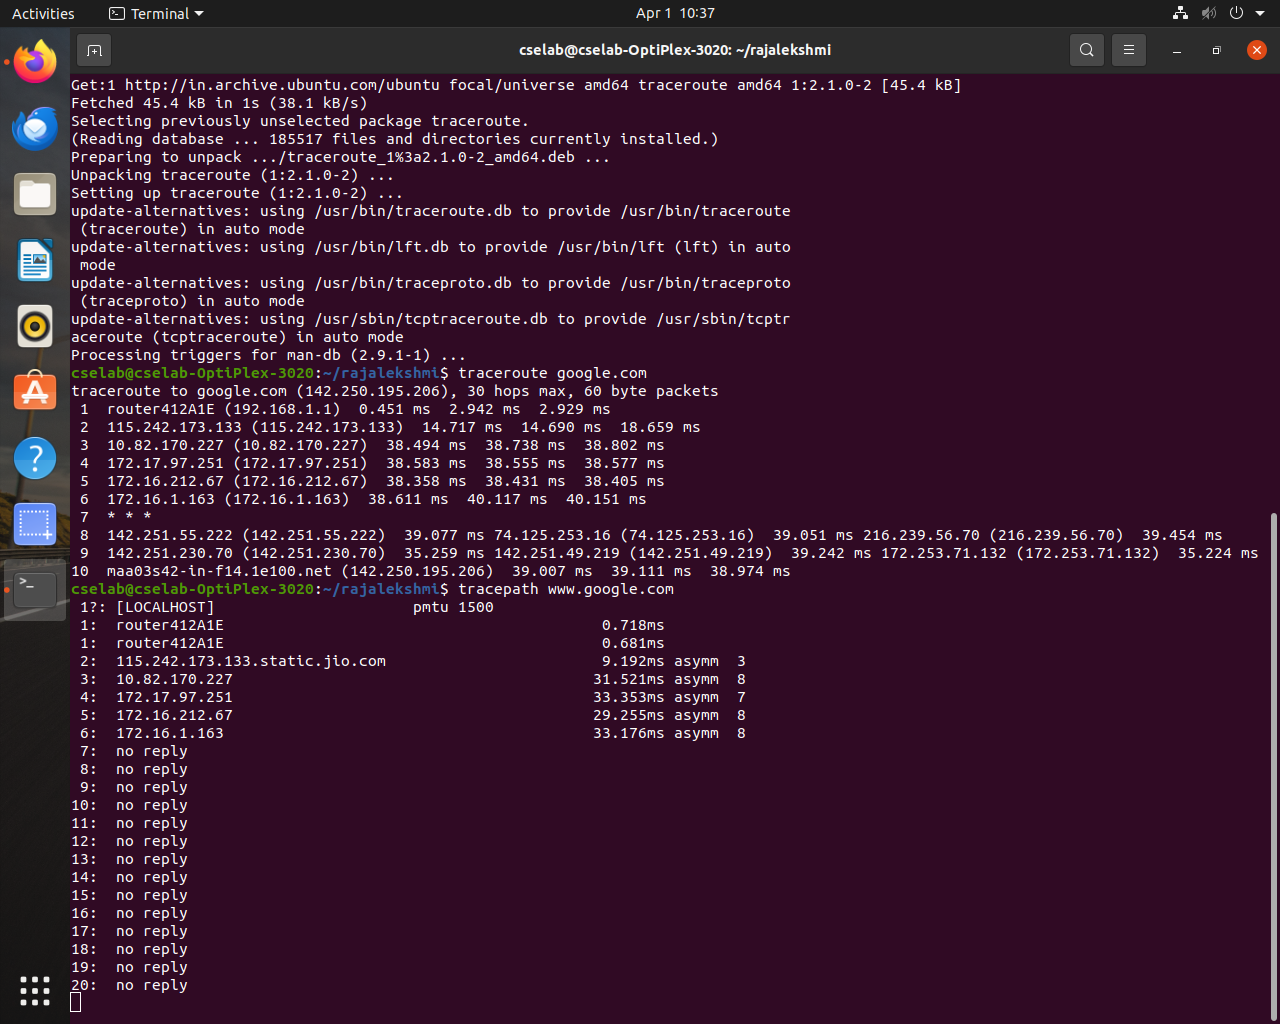 Activities
Terminal
Apr 1 10:37
cselab@cselab-OptiPlex-3020: ~/rajalekshmi
Get:1 http://in.archive.ubuntu.com/ubuntu focal/universe amd64 traceroute amd64 1:2.1.0-2 [45.4 kB]
Fetched 45.4 kB in 1s (38.1 kB/s)
Selecting previously unselected package traceroute.
(Reading database ... 185517 files and directories currently installed.)
Preparing to unpack .../traceroute_1%3a2.1.0-2_amd64.deb ...
Unpacking traceroute (1:2.1.0-2) ...
Setting up traceroute (1:2.1.0-2) ...
update-alternatives: using /usr/bin/traceroute.db to provide /usr/bin/traceroute
 (traceroute) in auto mode
update-alternatives: using /usr/bin/lft.db to provide /usr/bin/lft (lft) in auto
 mode
update-alternatives: using /usr/bin/traceproto.db to provide /usr/bin/traceproto
 (traceproto) in auto mode
update-alternatives: using /usr/sbin/tcptraceroute.db to provide /usr/sbin/tcptr
aceroute (tcptraceroute) in auto mode
Processing triggers for man-db (2.9.1-1) ...
cselab@cselab-OptiPlex-3020:~/rajalekshmi$ traceroute google.com
traceroute to google.com (142.250.195.206), 30 hops max, 60 byte packets
 1  router412A1E (192.168.1.1)  0.451 ms  2.942 ms  2.929 ms
 2  115.242.173.133 (115.242.173.133)  14.717 ms  14.690 ms  18.659 ms
 3  10.82.170.227 (10.82.170.227)  38.494 ms  38.738 ms  38.802 ms
 4  172.17.97.251 (172.17.97.251)  38.583 ms  38.555 ms  38.577 ms
 5  172.16.212.67 (172.16.212.67)  38.358 ms  38.431 ms  38.405 ms
 6  172.16.1.163 (172.16.1.163)  38.611 ms  40.117 ms  40.151 ms
 7  * * *
 8  142.251.55.222 (142.251.55.222)  39.077 ms 74.125.253.16 (74.125.253.16)  39.051 ms 216.239.56.70 (216.239.56.70)  39.454 ms
 9  142.251.230.70 (142.251.230.70)  35.259 ms 142.251.49.219 (142.251.49.219)  39.242 ms 172.253.71.132 (172.253.71.132)  35.224 ms
10  maa03s42-in-f14.1e100.net (142.250.195.206)  39.007 ms  39.111 ms  38.974 ms
cselab@cselab-OptiPlex-3020:~/rajalekshmi$ tracepath www.google.com
 1?: [LOCALHOST]                      pmtu 1500
 1:  router412A1E                                          0.718ms
 1:  router412A1E                                          0.681ms
 2:  115.242.173.133.static.jio.com                        9.192ms asymm  3
 3:  10.82.170.227                                        31.521ms asymm  8
 4:  172.17.97.251                                        33.353ms asymm  7
 5:  172.16.212.67                                        29.255ms asymm  8
 6:  172.16.1.163                                         33.176ms asymm  8
 7:  no reply
 8:  no reply
 9:  no reply
10:  no reply
11:  no reply
12:  no reply
13:  no reply
14:  no reply
15:  no reply
16:  no reply
17:  no reply
18:  no reply
19:  no reply
20:  no reply